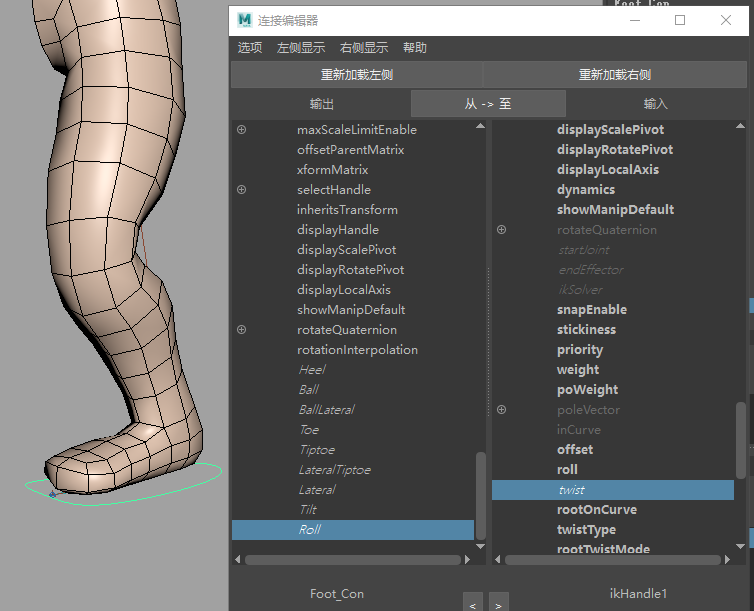 Foot Con
连接编辑器
选项 左侧显示 右侧显示 帮助
重新加载左侧 重新加载右侧
输出 从 -> 至 输入
maxScaleLimitEnable
offsetParentMatrix
xformMatrix
selectHandle
inheritsTransform
displayHandle
displayScalePivot
displayRotatePivot
displayLocalAxis
showManipDefault
rotateQuaternion
rotationInterpolation
Heel
Ball
BallLateral
Toe
Tiptoe
LateralTiptoe
Lateral
Tilt
Roll
displayScalePivot
displayRotatePivot
displayLocalAxis
dynamics
showManipDefault
rotateQuaternion
startJoint
endEffector
ikSolver
snapEnable
stickiness
priority
weight
poWeight
poleVector
inCurve
offset
roll
twist
rootOnCurve
twistType
rootTwistMode
Foot_Con ikHandle1
< >